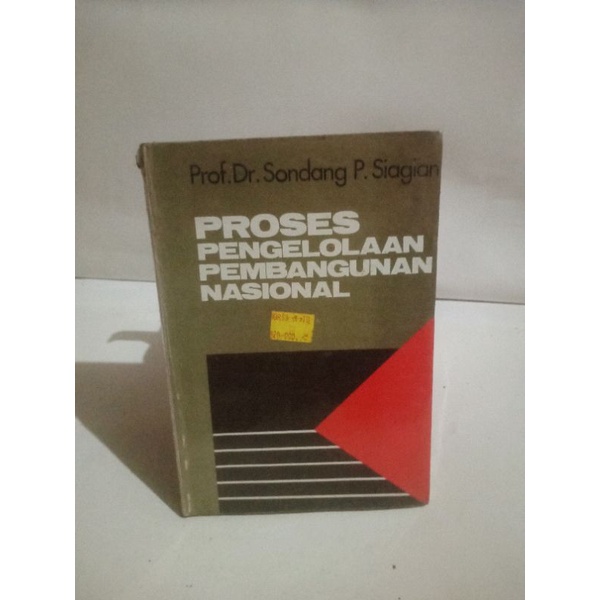 Prof. Dr. Sondang P. Siagian
PROSES
PENGELOLAAN
PEMBANGUNAN
NASIONAL